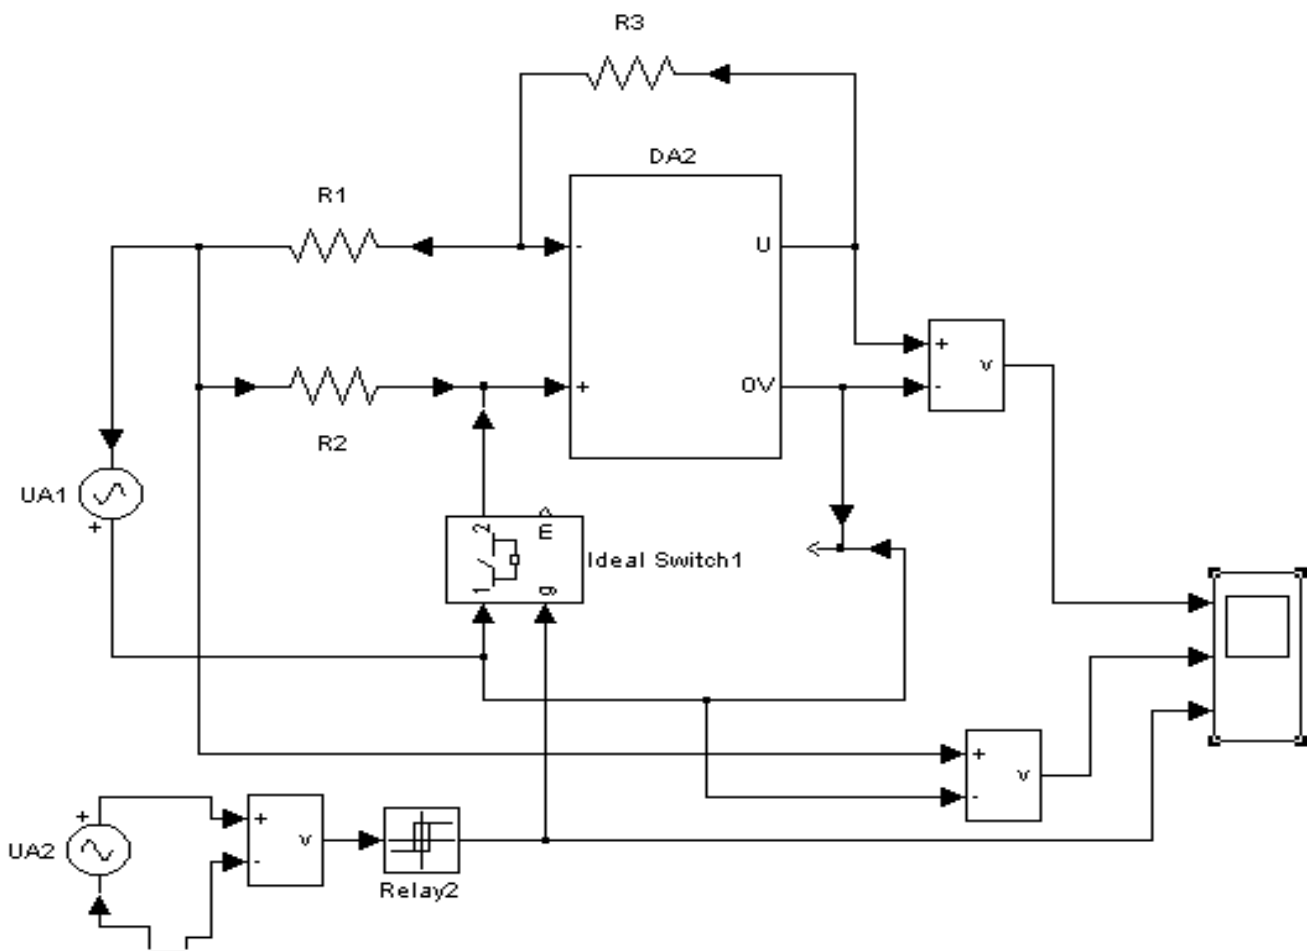 R3
DA2
R1
-
U
+
v
-
+
0V
R2
UA1
+
2
m
Ideal Switch1
1
g
+
v
-
+
+
v
UA2
-
Relay2